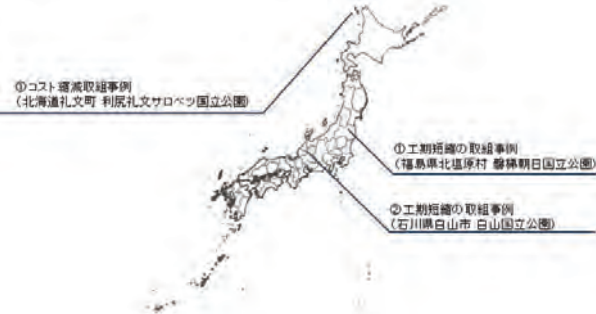 ①コスト縮減取組事例
(北海道礼文町 利尻礼文サロベツ国立公園)
①工期短縮の取組事例
(福島県北塩原村 磐梯朝日国立公園)
②工期短縮の取組事例
(石川県白山市 白山国立公園)